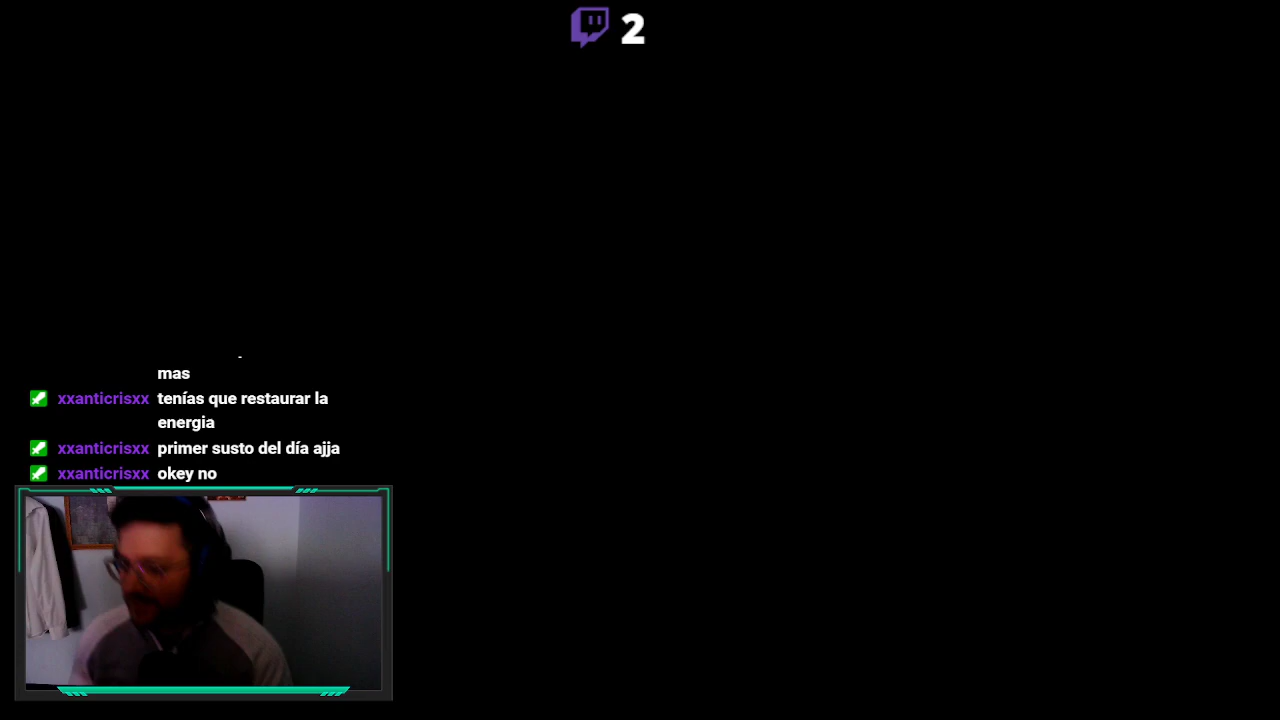 2
mas
xxanticrisxx tenías que restaurar la
energia
xxanticrisxx primer susto del día ajja
xxanticrisxx okey no